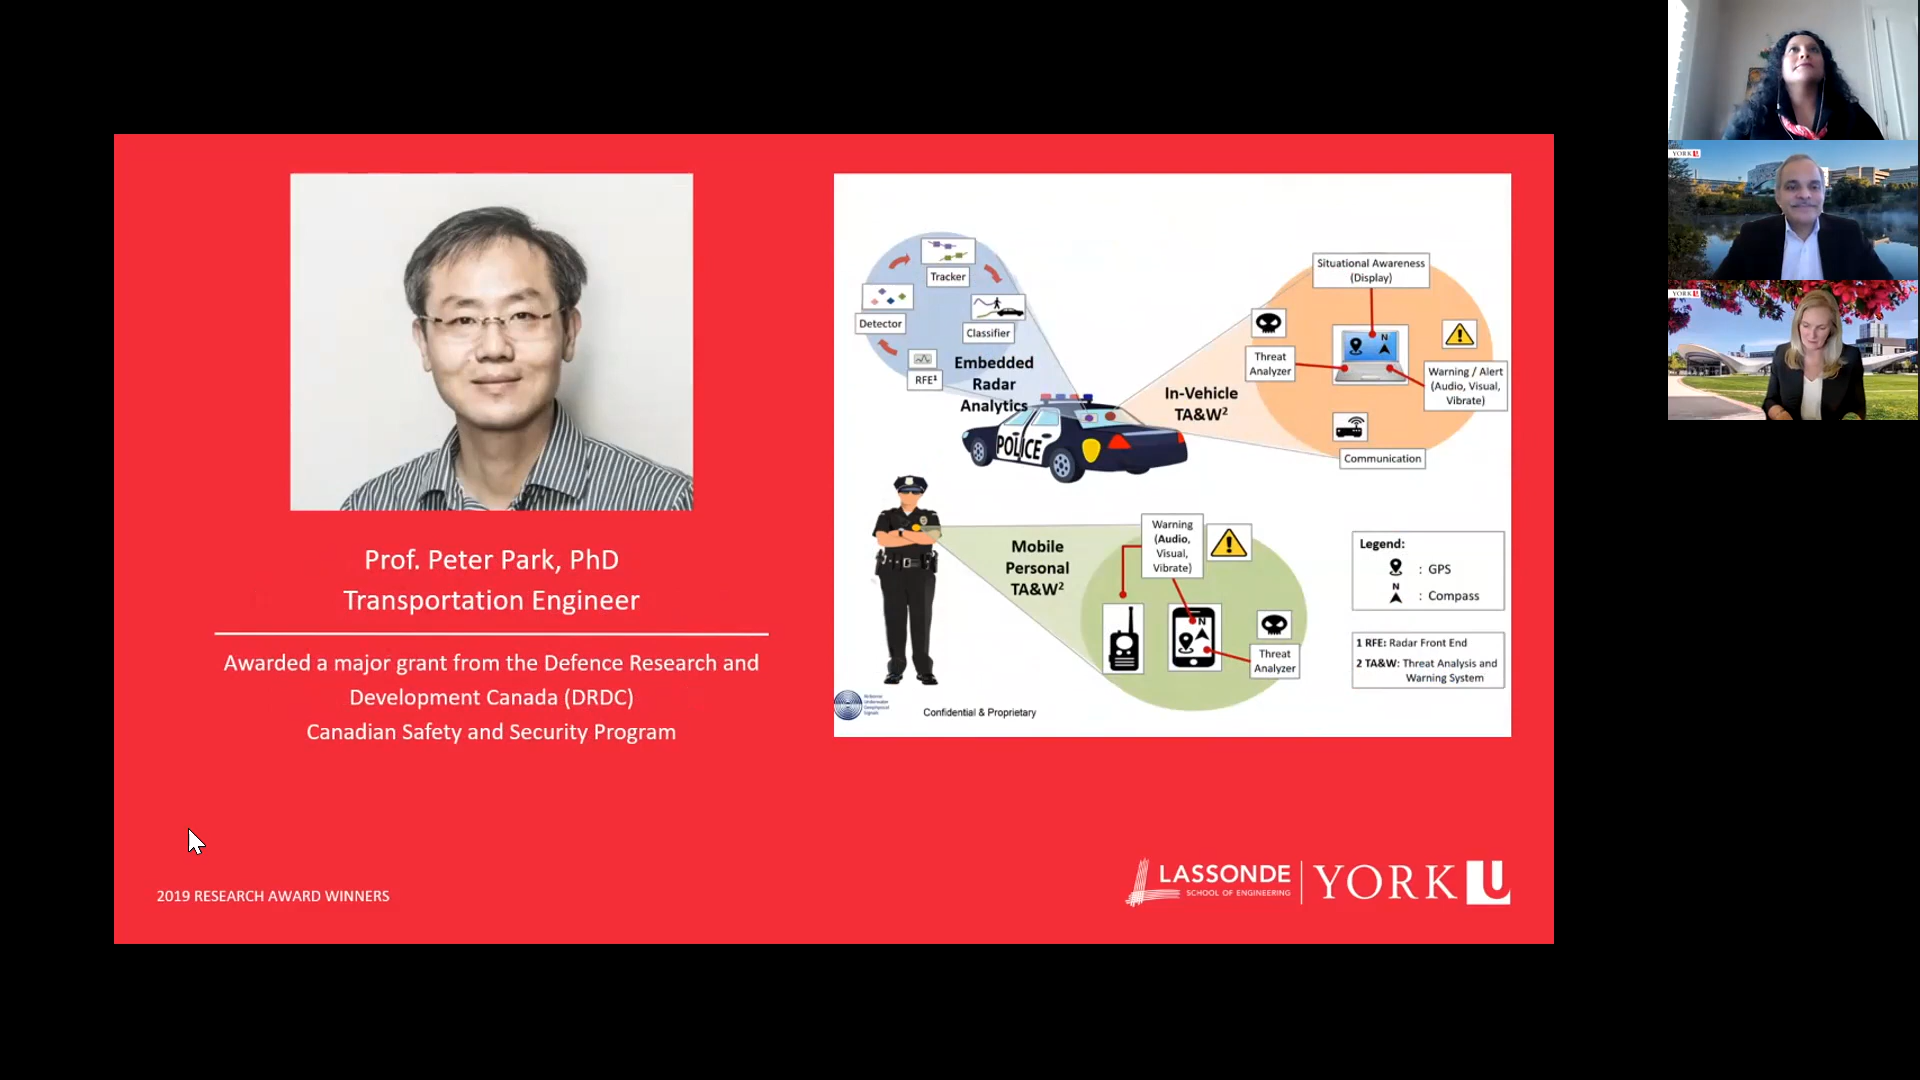 Prof. Peter Park, PhD
Transportation Engineer
Awarded a major grant from the Defence Research and
Development Canada (DRDC)
Canadian Safety and Security Program
2019 RESEARCH AWARD WINNERS
Tracker
Detector
Classifier
RFE¹
Embedded
Radar
Analytics
POLICE
In-Vehicle
TA&W²
Situational Awareness
(Display)
N
Threat
Analyzer
Warning / Alert
(Audio, Visual,
Vibrate)
Communication
Mobile
Personal
TA&W²
Warning
(Audio,
Visual,
Vibrate)
N
Threat
Analyzer
Legend:
: GPS
N
: Compass
1 RFE: Radar Front End
2 TA&W: Threat Analysis and
Warning System
Confidential & Proprietary
LASSONDE
SCHOOL OF ENGINEERING
YORK U
YORK U
YORK U